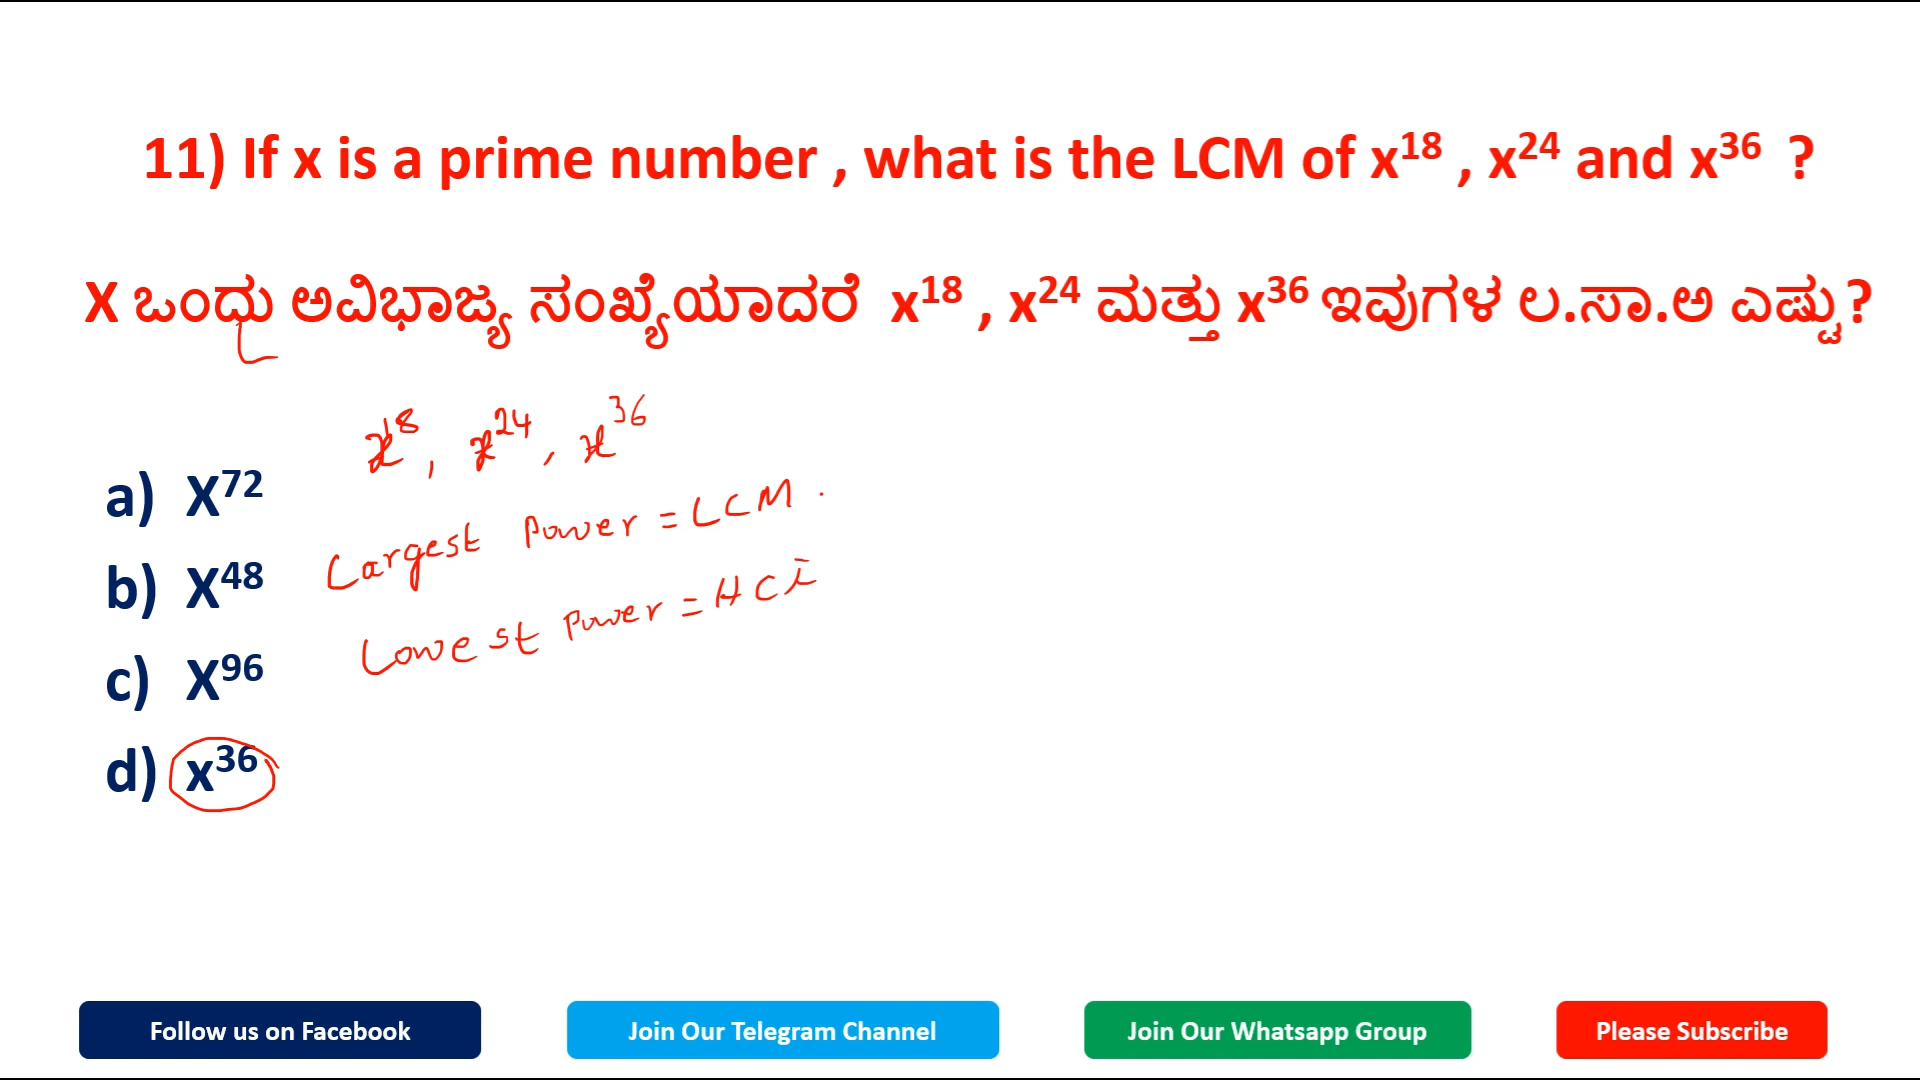 11) If x is a prime number , what is the LCM of x¹⁸ , x²⁴ and x³⁶ ?
X ಒಂಧು ಅವಿಭಾಜ್ಯ ಸಂಖ್ಯೆಯಾದರೆ x¹⁸ , x²⁴ ಮತ್ತು x³⁶ ಇವುಗಳ ಲ.ಸಾ.ಅ ಎಷ್ಟು?
x¹⁸, x²⁴, x³⁶
a) X⁷²
Largest Power = LCM.
b) X⁴⁸
Lowest Power = HC
c) X⁹⁶
d) x³⁶
Follow us on Facebook
Join Our Telegram Channel
Join Our Whatsapp Group
Please Subscribe